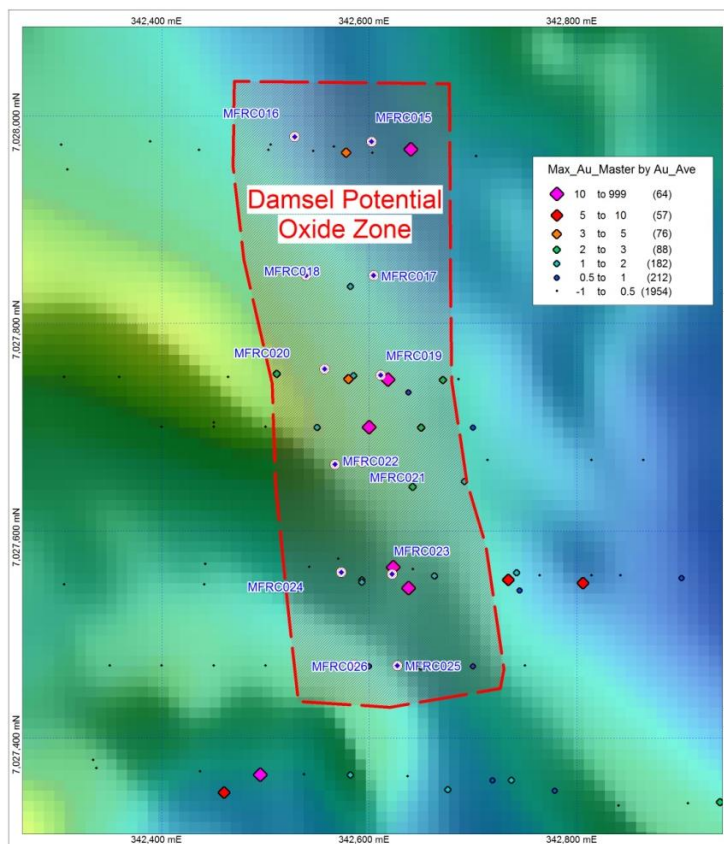 342,400 mE
342,600 mE
342,800 mE
7,028,000 mN
7,027,800 mN
7,027,600 mN
7,027,400 mN
MFRC016
MFRC015
Damsel Potential
Oxide Zone
MFRC018
MFRC017
MFRC020
MFRC019
MFRC022
MFRC021
MFRC023
MFRC024
MFRC026
MFRC025
Max_Au_Master by Au_Ave
10 to 999 (64)
5 to 10 (57)
3 to 5 (76)
2 to 3 (88)
1 to 2 (182)
0.5 to 1 (212)
-1 to 0.5 (1954)
342,400 mE
342,600 mE
342,800 mE